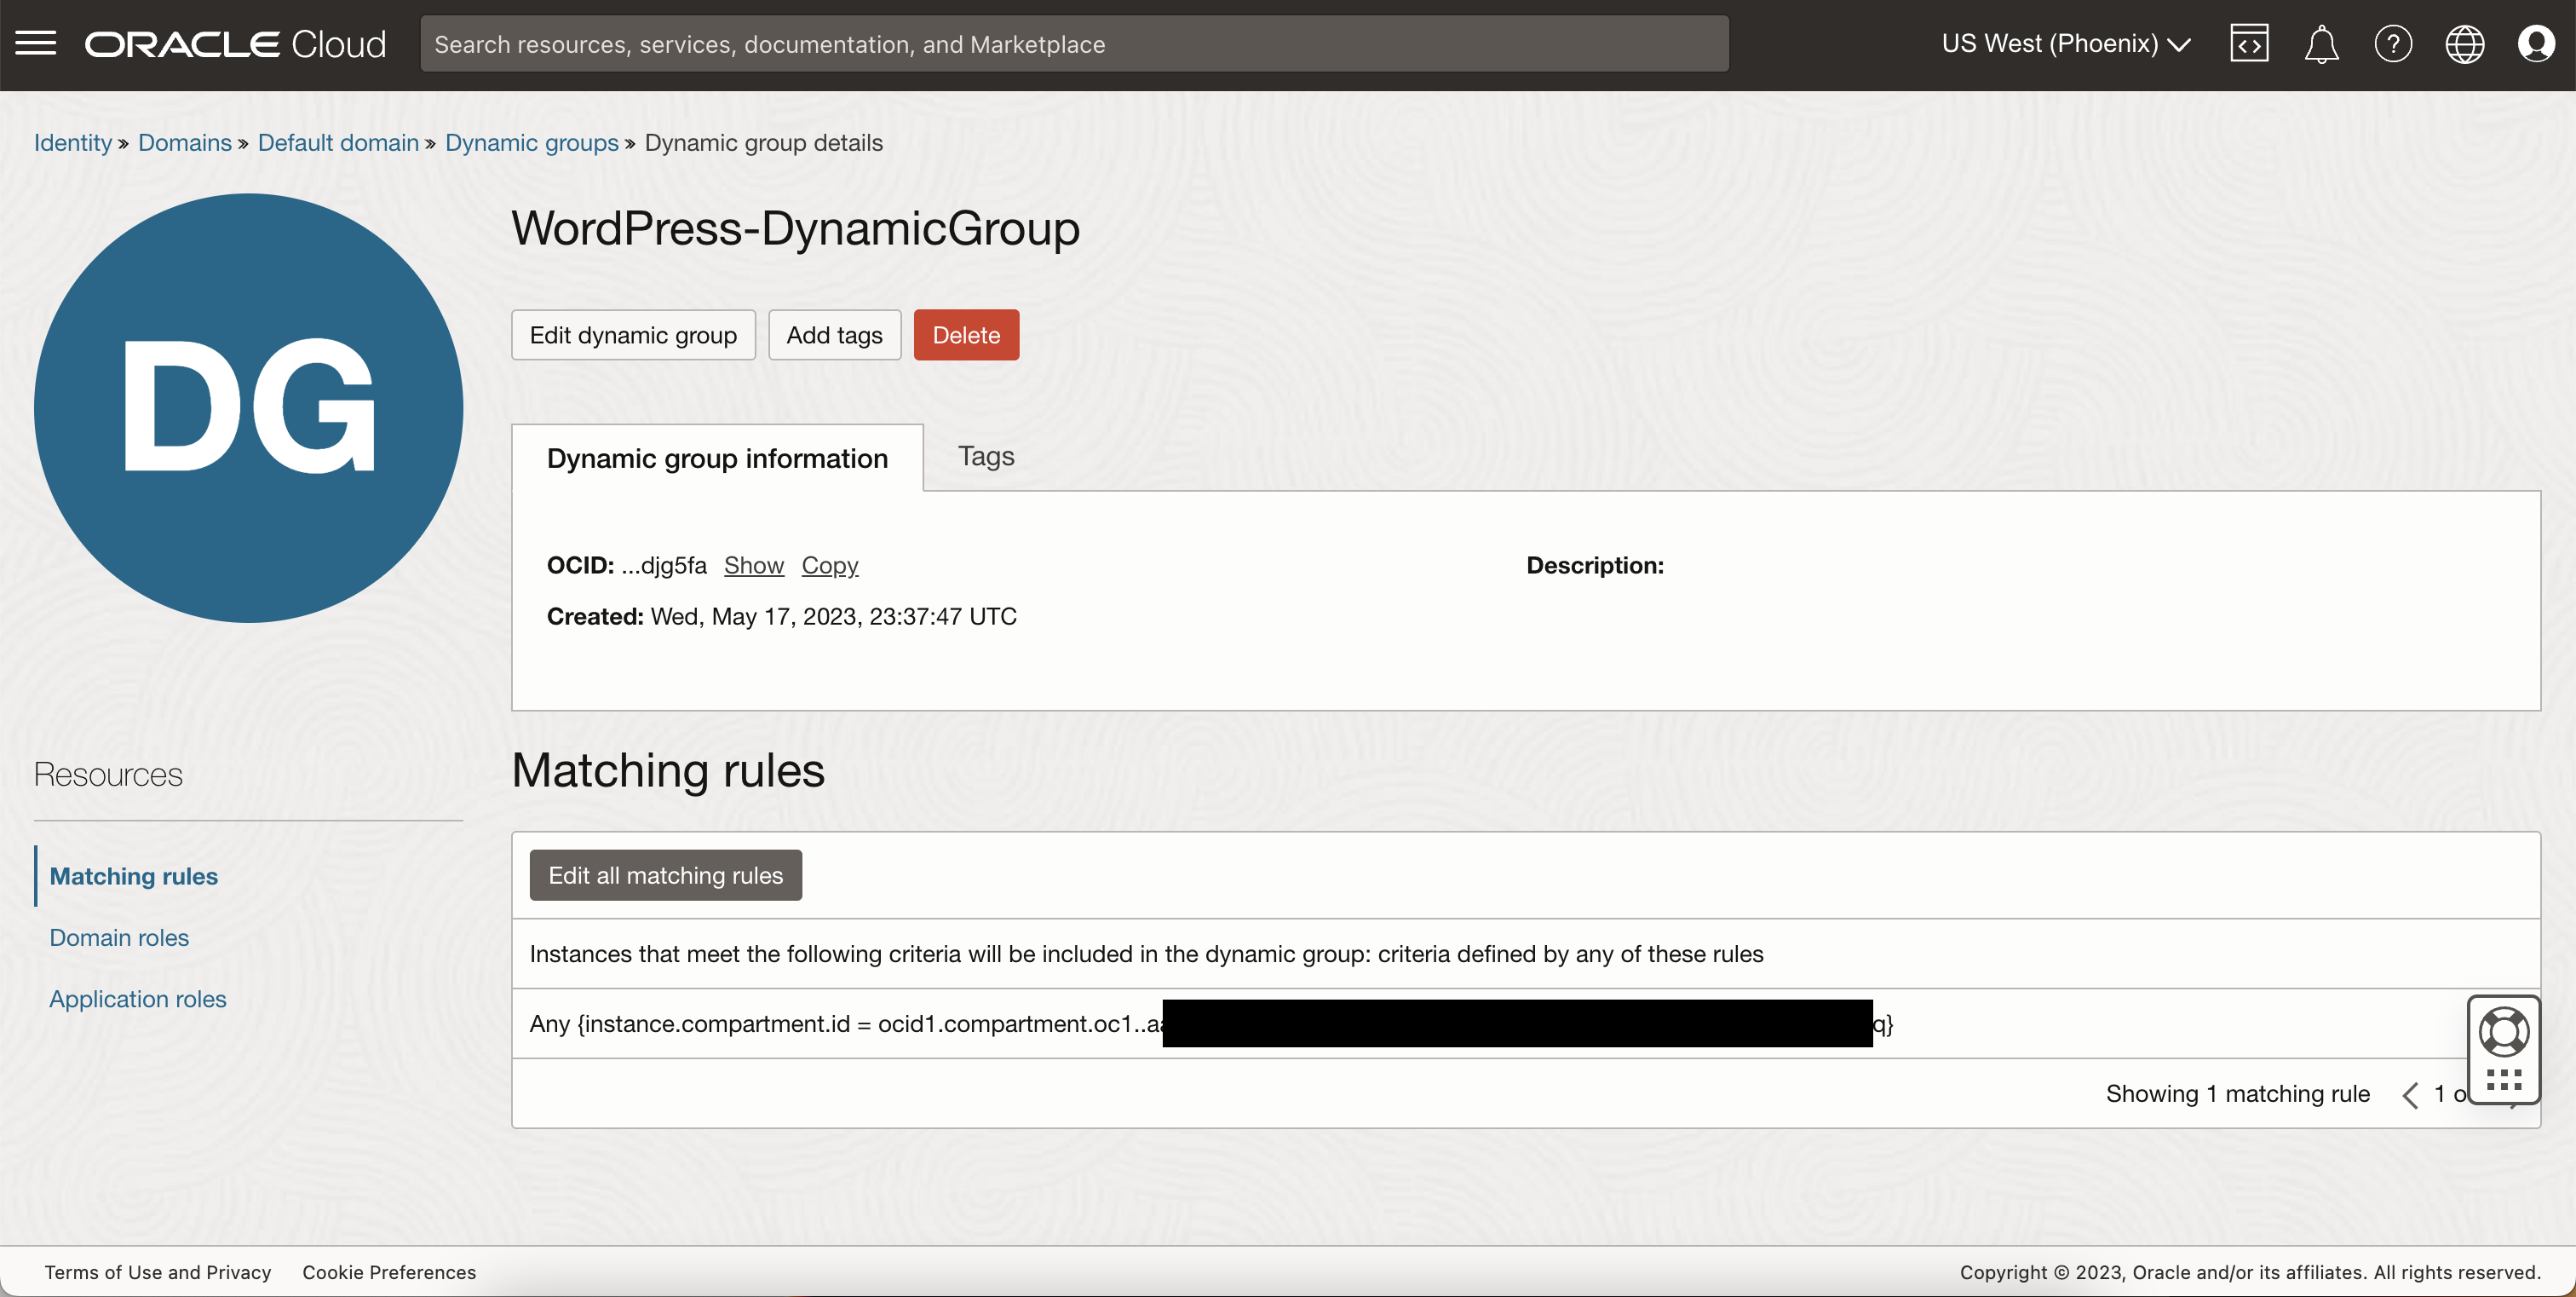 ORACLE Cloud
Search resources, services, documentation, and Marketplace
US West (Phoenix)
Identity » Domains » Default domain » Dynamic groups » Dynamic group details
DG
WordPress-DynamicGroup
Edit dynamic group
Add tags
Delete
Dynamic group information
Tags
OCID: ...djg5fa Show Copy
Description:
Created: Wed, May 17, 2023, 23:37:47 UTC
Resources
Matching rules
Domain roles
Application roles
Matching rules
Edit all matching rules
Instances that meet the following criteria will be included in the dynamic group: criteria defined by any of these rules
Any {instance.compartment.id = ocid1.compartment.oc1..a q}
Showing 1 matching rule
1 o
Terms of Use and Privacy
Cookie Preferences
Copyright © 2023, Oracle and/or its affiliates. All rights reserved.